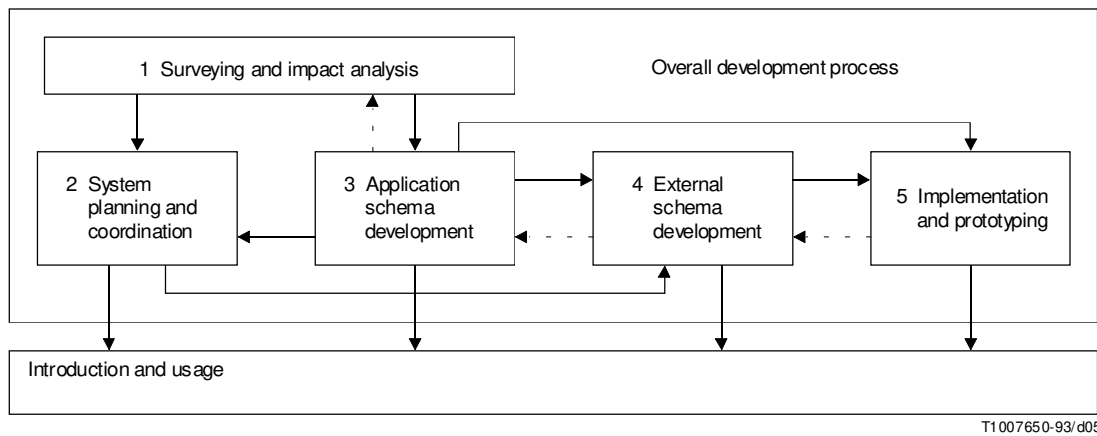 1 Surveying and impact analysis
Overall development process
2 System
planning and
coordination
3 Application
schema
development
4 External
schema
development
5 Implementation
and prototyping
Introduction and usage
T1007650-93/d05